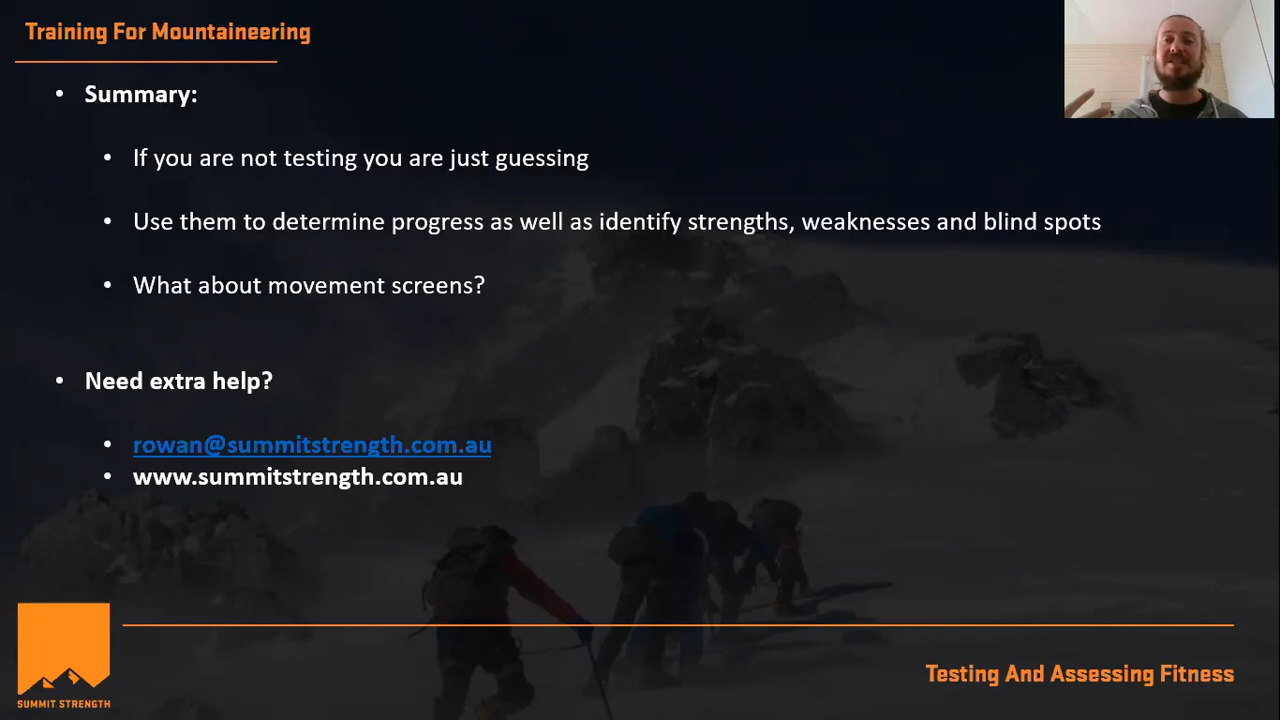 Training For Mountaineering
• Summary:
• If you are not testing you are just guessing
• Use them to determine progress as well as identify strengths, weaknesses and blind spots
• What about movement screens?
• Need extra help?
• rowan@summitstrength.com.au
• www.summitstrength.com.au
SUMMIT STRENGTH
Testing And Assessing Fitness